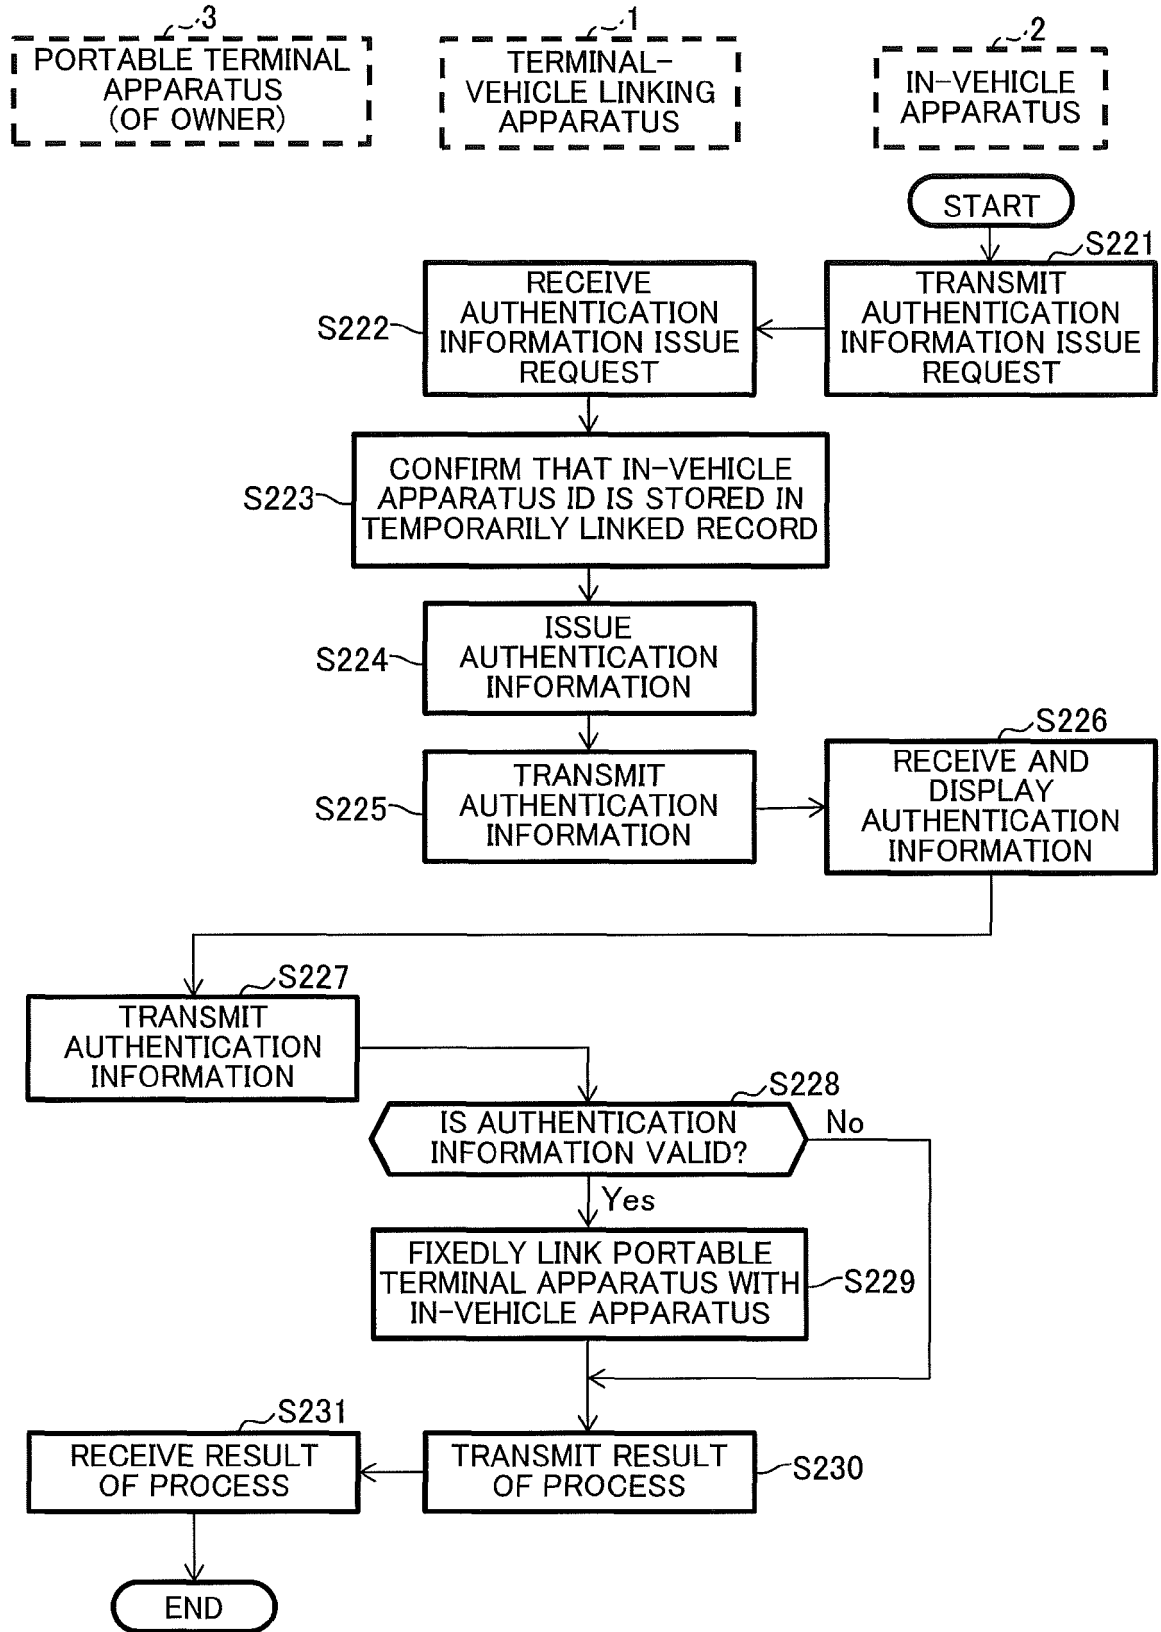 3
PORTABLE TERMINAL
APPARATUS
(OF OWNER)
1
TERMINAL-
VEHICLE LINKING
APPARATUS
2
IN-VEHICLE
APPARATUS
START
S221
TRANSMIT
AUTHENTICATION
INFORMATION ISSUE
REQUEST
S222
RECEIVE
AUTHENTICATION
INFORMATION ISSUE
REQUEST
S223
CONFIRM THAT IN-VEHICLE
APPARATUS ID IS STORED IN
TEMPORARILY LINKED RECORD
S224
ISSUE
AUTHENTICATION
INFORMATION
S225
TRANSMIT
AUTHENTICATION
INFORMATION
S226
RECEIVE AND
DISPLAY
AUTHENTICATION
INFORMATION
S227
TRANSMIT
AUTHENTICATION
INFORMATION
S228
IS AUTHENTICATION
INFORMATION VALID?
No
Yes
FIXEDLY LINK PORTABLE
TERMINAL APPARATUS WITH
IN-VEHICLE APPARATUS
S229
TRANSMIT RESULT
OF PROCESS
S230
S231
RECEIVE RESULT
OF PROCESS
END